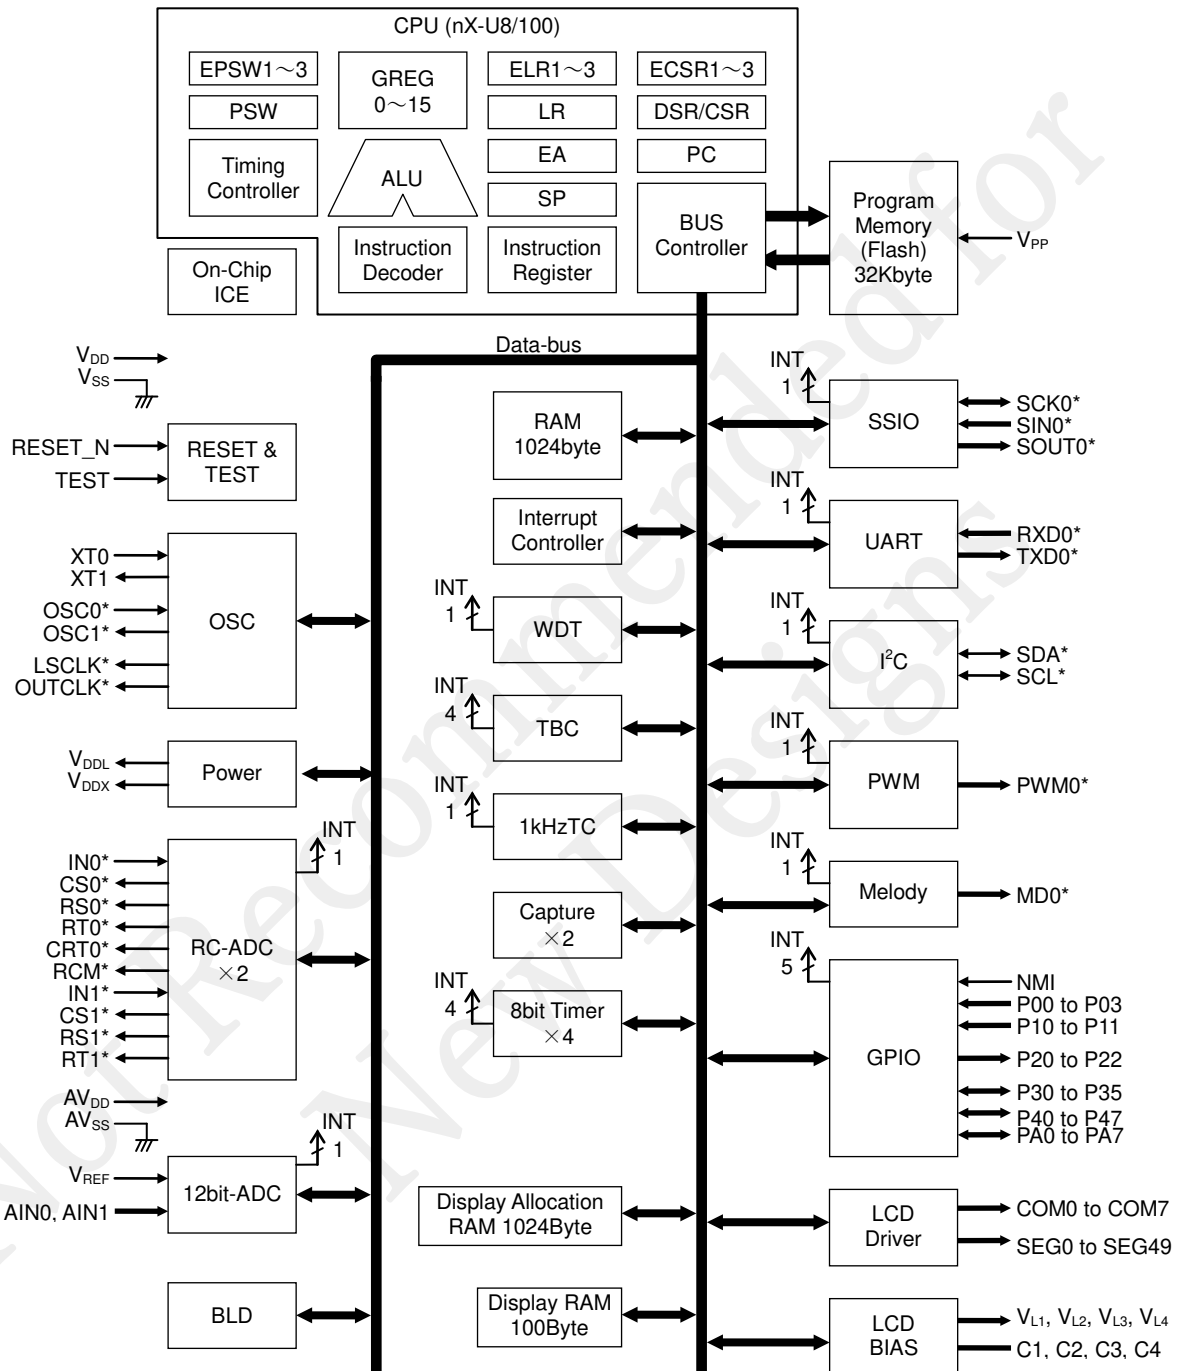 CPU (nX-U8/100)
EPSW1～3
GREG
0～15
ELR1～3
ECSR1～3
PSW
LR
DSR/CSR
Timing
Controller
ALU
EA
PC
SP
BUS
Controller
Program
Memory
(Flash)
32Kbyte
VPP
On-Chip
ICE
Instruction
Decoder
Instruction
Register
Data-bus
VDD
VSS
RESET_N
TEST
RESET &
TEST
XT0
XT1
OSC0*
OSC1*
LSCLK*
OUTCLK*
OSC
VDDL
VDDX
Power
IN0*
CS0*
RS0*
RT0*
CRT0*
RCM*
IN1*
CS1*
RS1*
RT1*
RC-ADC
×2
INT
1
AVDD
AVSS
VREF
AIN0, AIN1
12bit-ADC
INT
1
BLD
RAM
1024byte
Interrupt
Controller
INT
1
WDT
INT
4
TBC
INT
1
1kHzTC
Capture
×2
INT
4
8bit Timer
×4
Display Allocation
RAM 1024Byte
Display RAM
100Byte
INT
1
SSIO
SCK0*
SIN0*
SOUT0*
INT
1
UART
RXD0*
TXD0*
INT
1
I²C
SDA*
SCL*
INT
1
PWM
PWM0*
INT
1
Melody
MD0*
INT
5
GPIO
NMI
P00 to P03
P10 to P11
P20 to P22
P30 to P35
P40 to P47
PA0 to PA7
LCD
Driver
COM0 to COM7
SEG0 to SEG49
LCD
BIAS
VL1, VL2, VL3, VL4
C1, C2, C3, C4
Not Recommended for
New Designs